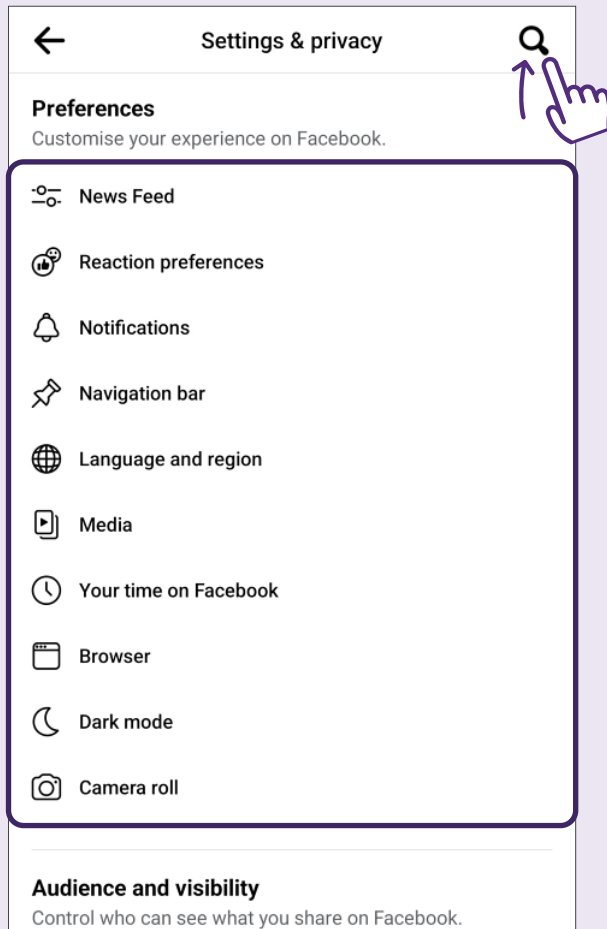 Settings & privacy
Preferences
Customise your experience on Facebook.
News Feed
Reaction preferences
Notifications
Navigation bar
Language and region
Media
Your time on Facebook
Browser
Dark mode
Camera roll
Audience and visibility
Control who can see what you share on Facebook.